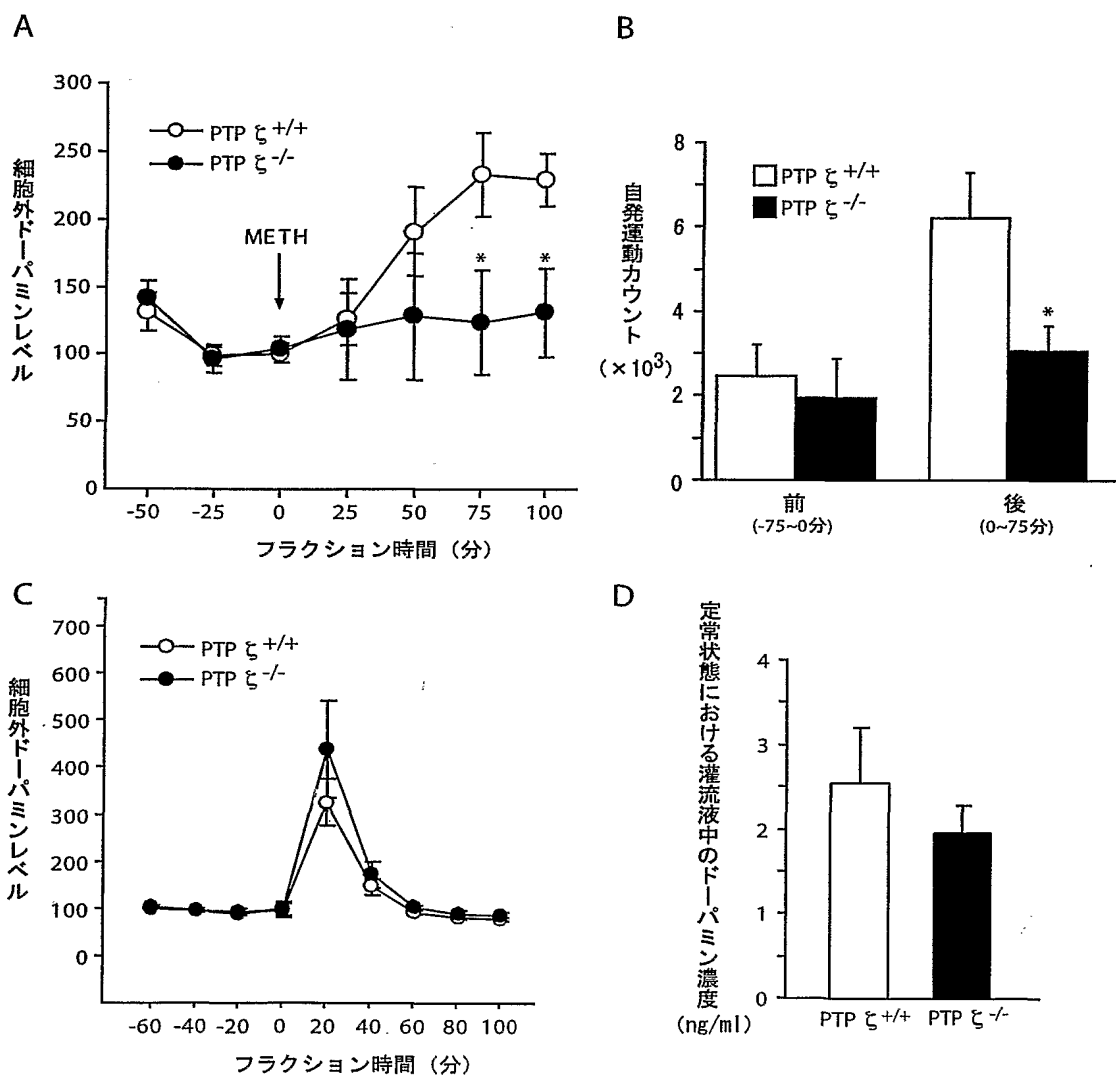 A
300
250
200
150
100
50
0
細胞外ドーパミンレベル
PTP ζ+/+
PTP ζ-/-
METH
*
*
-50 -25 0 25 50 75 100
フラクション時間(分)
B
8
6
4
2
0
自発運動カウント
(×10³)
PTP ζ+/+
PTP ζ-/-
*
前 後
(-75~0分) (0~75分)
C
700
600
500
400
300
200
100
0
細胞外ドーパミンレベル
PTP ζ+/+
PTP ζ-/-
-60 -40 -20 0 20 40 60 80 100
フラクション時間(分)
D
定常状態における灌流液中のドーパミン濃度
(ng/ml)
4
3
2
1
0
PTP ζ+/+ PTP ζ-/-